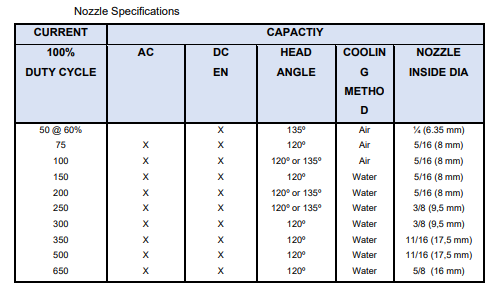 Nozzle Specifications
CURRENT CAPACTIY
100% AC DC HEAD COOLIN NOZZLE
DUTY CYCLE EN ANGLE G INSIDE DIA
METHO
D
50 @ 60% X 135º Air ¼ (6.35 mm)
75 X X 120º Air 5/16 (8 mm)
100 X X 120º or 135º Air 5/16 (8 mm)
150 X X 120º Water 5/16 (8 mm)
200 X X 120º or 135º Water 5/16 (8 mm)
250 X X 120º or 135º Water 3/8 (9,5 mm)
300 X X 120º Water 3/8 (9,5 mm)
350 X X 120º Water 11/16 (17,5 mm)
500 X X 120º Water 11/16 (17,5 mm)
650 X X 120º Water 5/8 (16 mm)